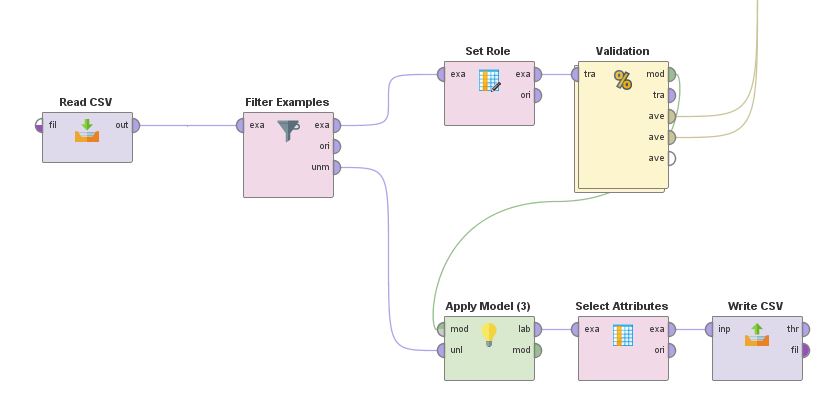 Set Role
Validation
exa
exa
ori
tra
%
mod
tra
ave
ave
ave
Read CSV
fil
out
Filter Examples
exa
exa
ori
unm
Apply Model (3)
mod
unl
lab
mod
Select Attributes
exa
exa
ori
Write CSV
inp
thr
fil